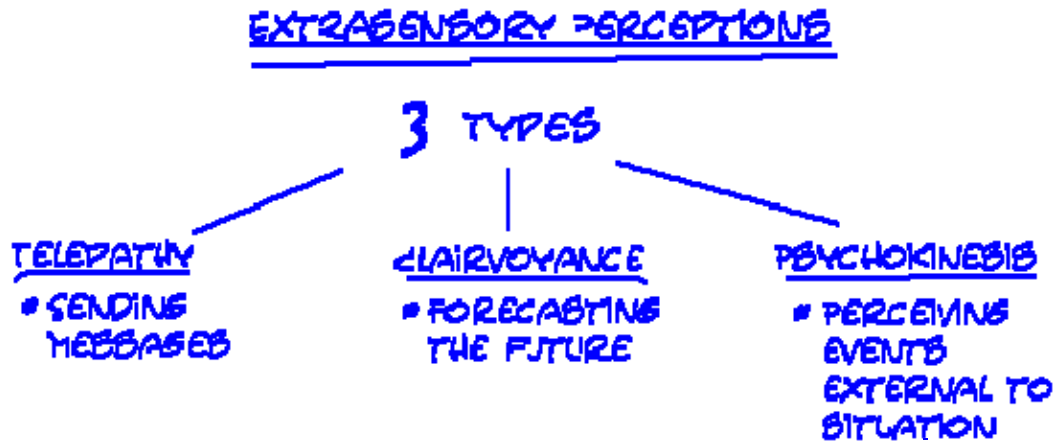 EXTRASENSORY PERCEPTIONS
3 TYPES
TELEPATHY
* SENDING
MESSAGES
CLAIRVOYANCE
* FORECASTING
THE FUTURE
PSYCHOKINESIS
* PERCEIVING
EVENTS
EXTERNAL TO
SITUATION